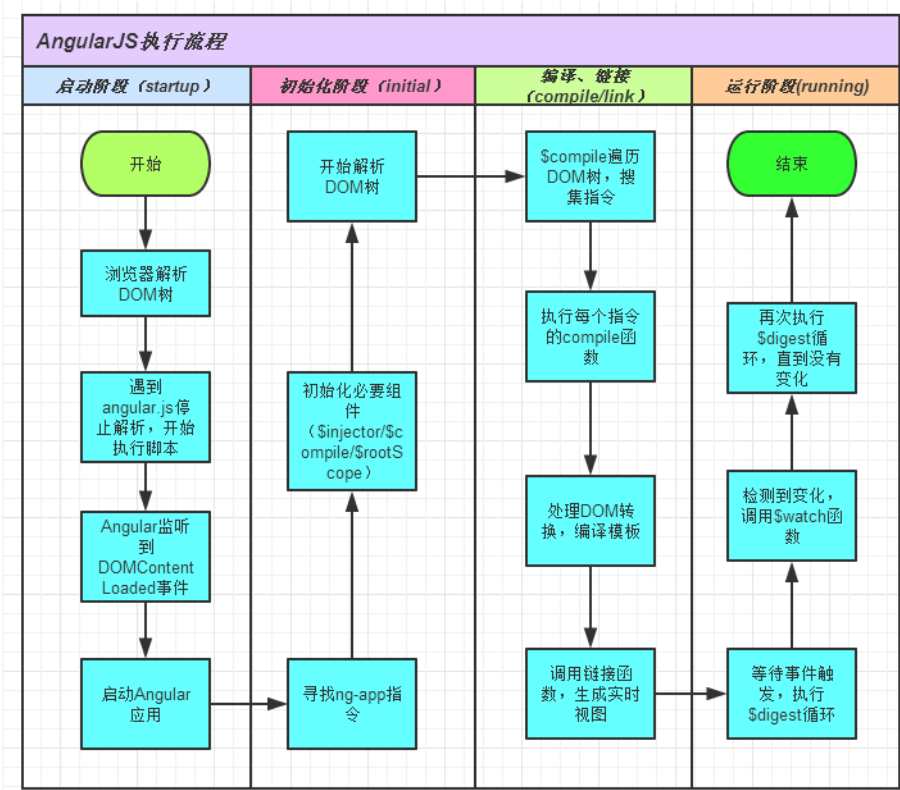 AngularJS执行流程
启动阶段（startup）
初始化阶段（initial）
编译、链接
（compile/link）
运行阶段(running)
开始
浏览器解析
DOM树
遇到
angular.js停
止解析，开始
执行脚本
Angular监听
到
DOMContent
Loaded事件
启动Angular
应用
寻找ng-app指
令
初始化必要组
件
（$injector/$c
ompile/$rootS
cope）
开始解析
DOM树
$compile遍历
DOM树，搜
集指令
执行每个指令
的compile函
数
处理DOM转
换，编译模板
调用链接函
数，生成实时
视图
等待事件触
发，执行
$digest循环
检测到变化，
调用$watch函
数
再次执行
$digest循
环，直到没有
变化
结束